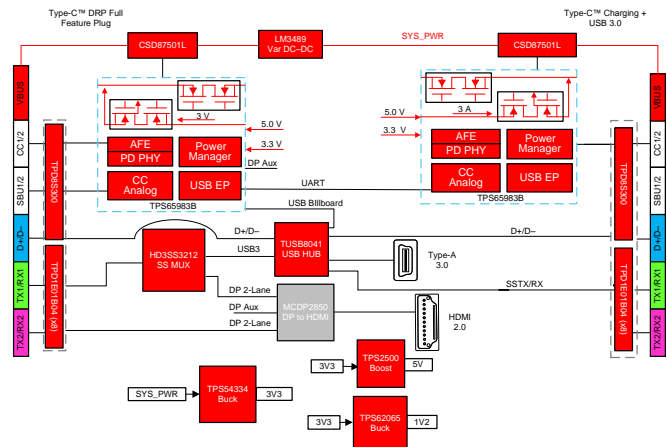 Type-C™ DRP Full
Feature Plug
Type-C™ Charging +
USB 3.0
CSD87501L
LM3489
Var DC–DC
SYS_PWR
CSD87501L
VBUS
CC1/2
SBU1/2
D+/D–
TX1/RX1
TX2/RX2
TPD8S300
TPD1E01B04 (x8)
3 V
5.0 V
3.3 V
DP Aux
AFE
PD PHY
Power
Manager
CC
Analog
USB EP
TPS65983B
UART
USB BIllboard
3 A
5.0 V
3.3 V
AFE
PD PHY
Power
Manager
CC
Analog
USB EP
TPS65983B
TPD8S300
TPD1E01B04 (x8)
VBUS
CC1/2
SBU1/2
D+/D–
TX1/RX1
TX2/RX2
D+/D–
USB3
HD3SS3212
SS MUX
TUSB8041
USB HUB
D+/D–
Type-A
3.0
SSTX/RX
DP 2-Lane
DP Aux
DP 2-Lane
MCDP2850
DP to HDMI
HDMI
2.0
SYS_PWR
TPS54334
Buck
3V3
3V3
TPS2500
Boost
5V
3V3
TPS62065
Buck
1V2